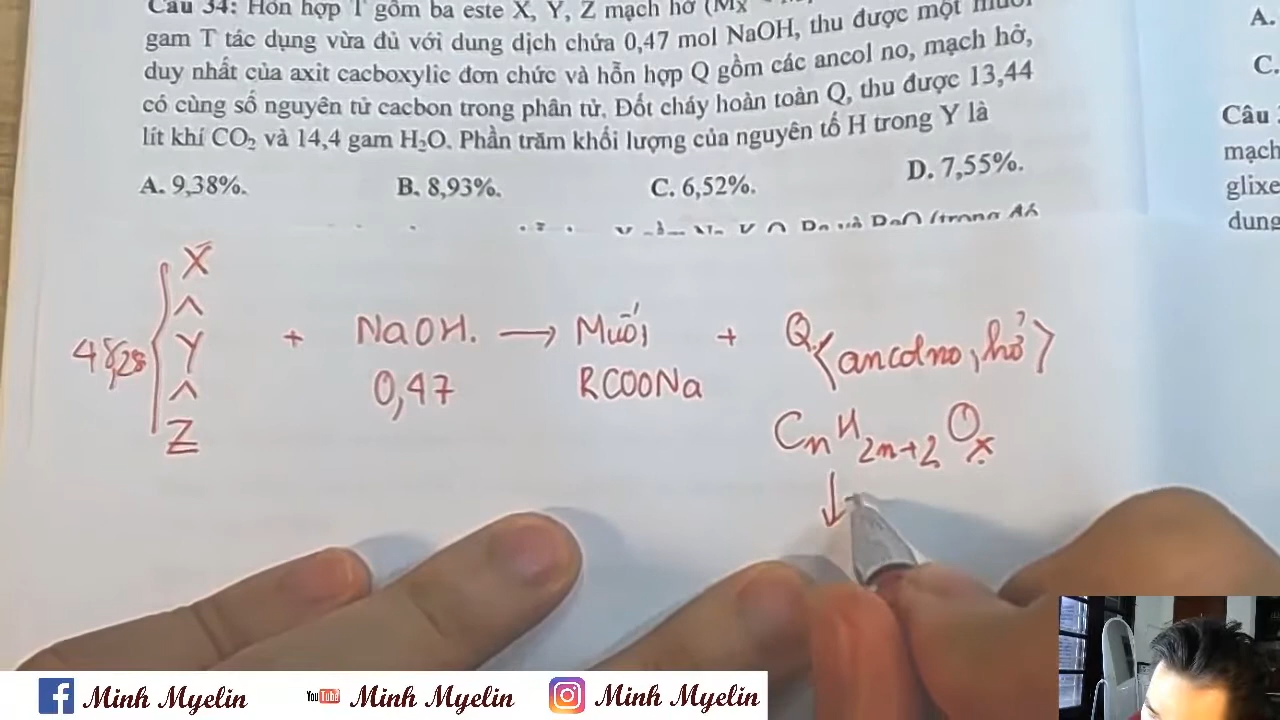 Câu 34: Hỗn hợp T gồm ba este X, Y, Z mạch hở (Mx
gam T tác dụng vừa đủ với dung dịch chứa 0,47 mol NaOH, thu được một muối
duy nhất của axit cacboxylic đơn chức và hỗn hợp Q gồm các ancol no, mạch hở,
có cùng số nguyên tử cacbon trong phân tử. Đốt cháy hoàn toàn Q, thu được 13,44
lít khí CO₂ và 14,4 gam H₂O. Phần trăm khối lượng của nguyên tố H trong Y là
A. 9,38%. B. 8,93%. C. 6,52%. D. 7,55%.
A.
C.
Câu
mạch
glixe
dung
X
^
Y
^
Z
+ NaOH. → Muối + Q⟨ancol no, hở⟩
0,47 RCOONa
CnH2n+2Ox
↓
Minh Myelin
YouTube Minh Myelin
Minh Myelin